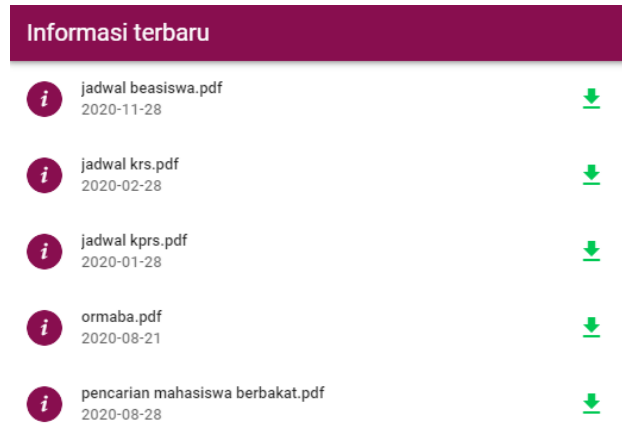 Informasi terbaru
jadwal beasiswa.pdf
2020-11-28
jadwal krs.pdf
2020-02-28
jadwal kprs.pdf
2020-01-28
ormaba.pdf
2020-08-21
pencarian mahasiswa berbakat.pdf
2020-08-28